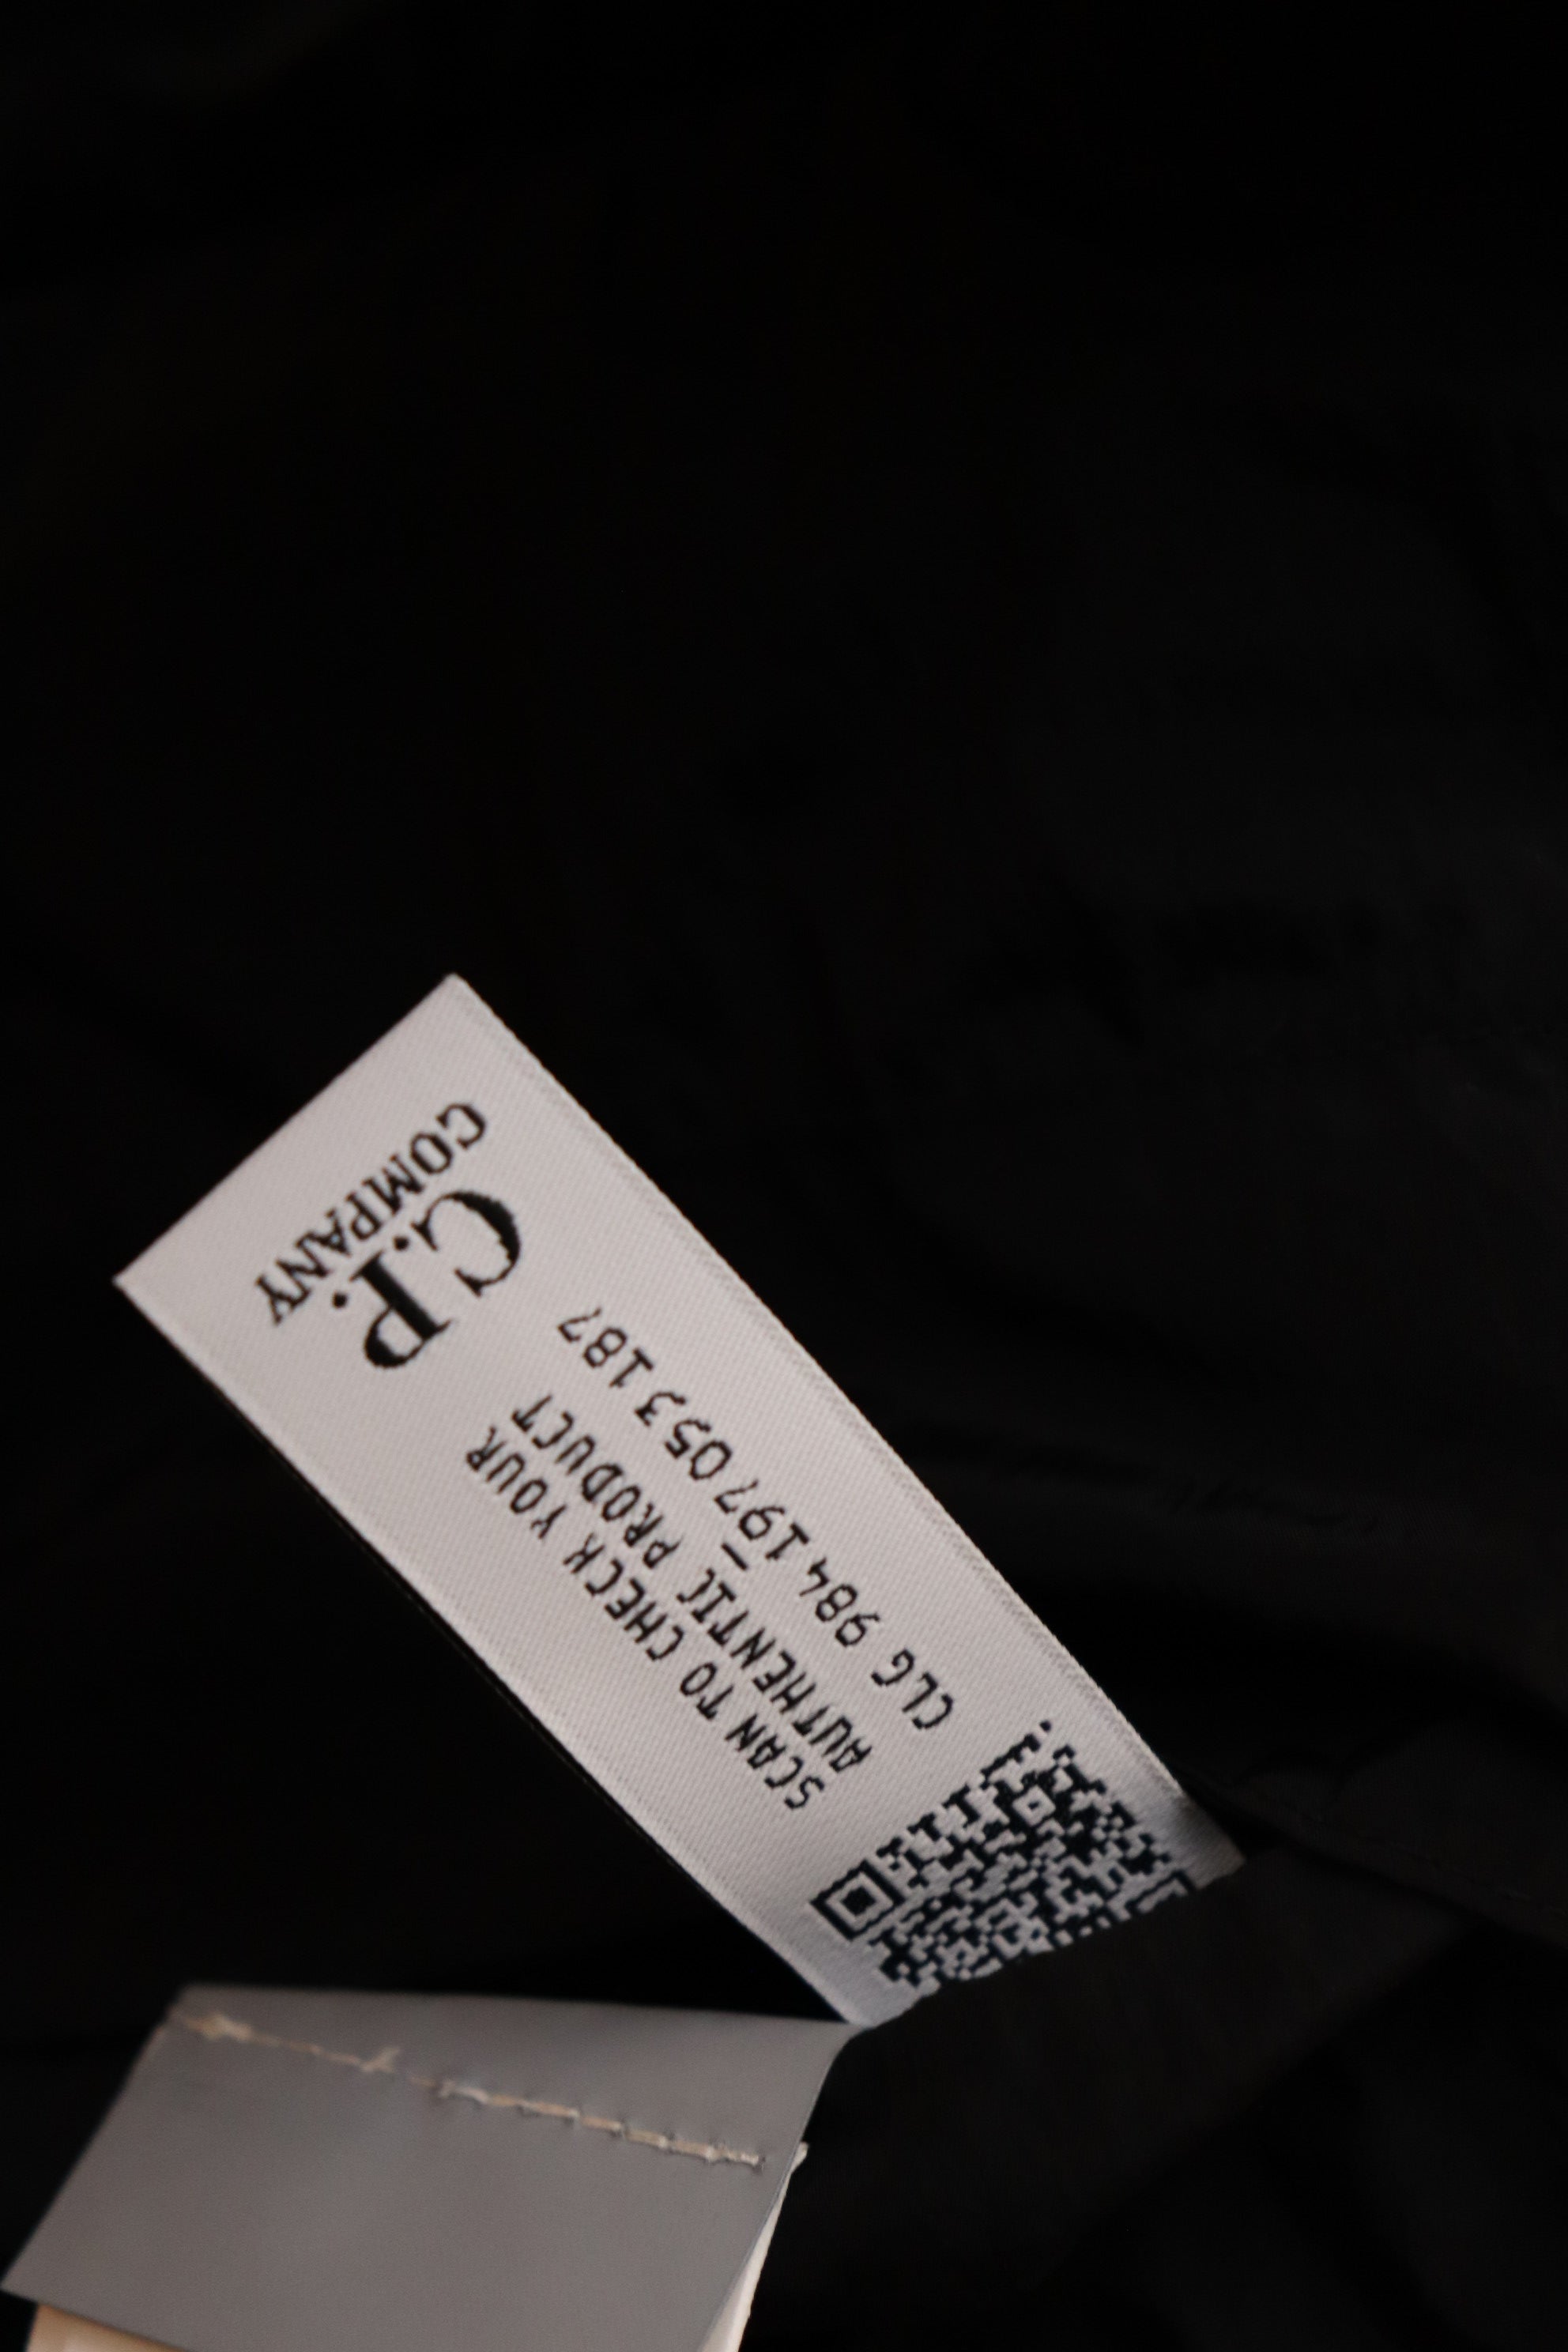 C.P.
COMPANY
SCAN TO CHECK YOUR
AUTHENTIC PRODUCT
CLG 984 197 053 187